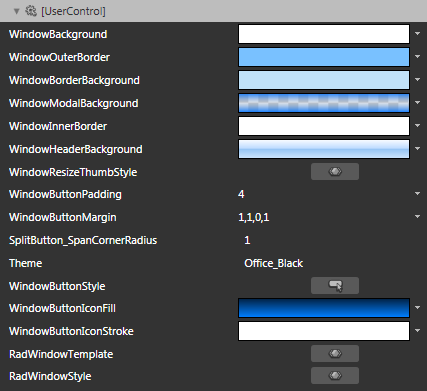 [UserControl]
WindowBackground
WindowOuterBorder
WindowBorderBackground
WindowModalBackground
WindowInnerBorder
WindowHeaderBackground
WindowResizeThumbStyle
WindowButtonPadding 4
WindowButtonMargin 1,1,0,1
SplitButton_SpanCornerRadius 1
Theme Office_Black
WindowButtonStyle
WindowButtonIconFill
WindowButtonIconStroke
RadWindowTemplate
RadWindowStyle